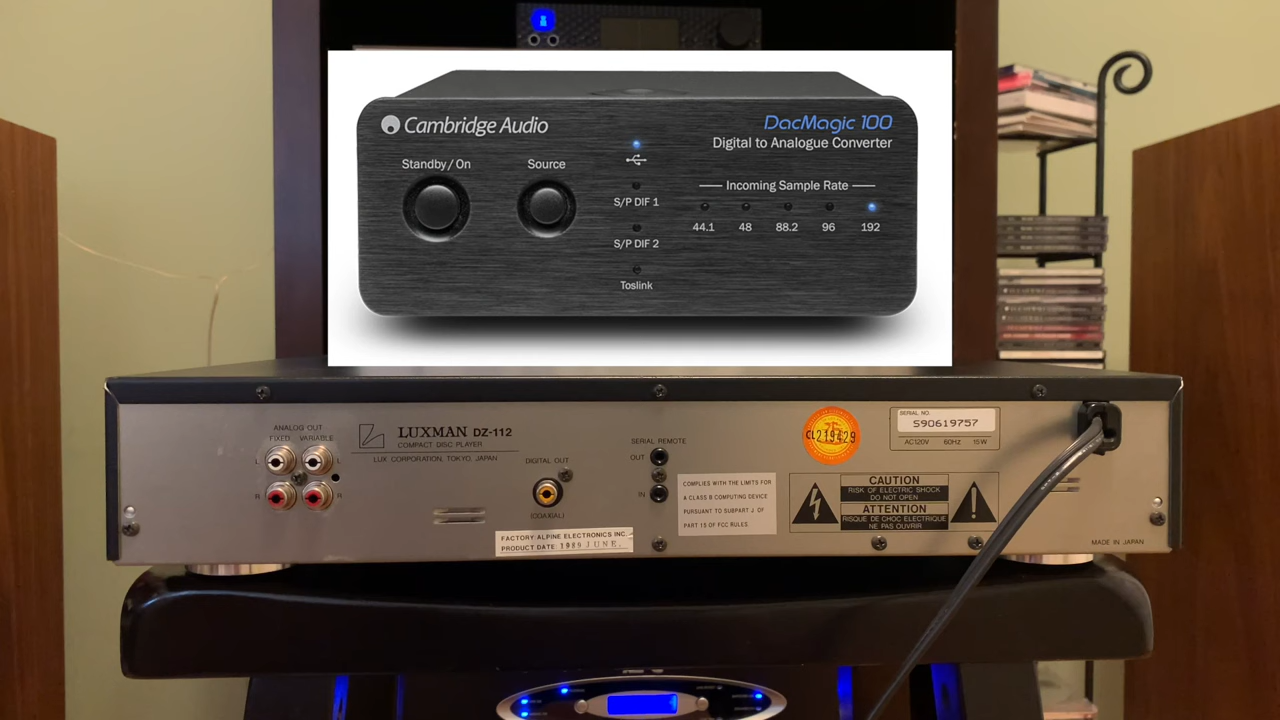 Cambridge Audio
DacMagic 100
Digital to Analogue Converter
Standby / On
Source
Incoming Sample Rate
S/P DIF 1
44.1 48 88.2 96 192
S/P DIF 2
Toslink
ANALOG OUT
FIXED VARIABLE
L L
R R
LUXMAN DZ-112
COMPACT DISC PLAYER
LUX CORPORATION, TOKYO, JAPAN
DIGITAL OUT
(COAXIAL)
FACTORY: ALPINE ELECTRONICS INC.
PRODUCT DATE: 1989 JUNE.
SERIAL REMOTE
OUT
IN
COMPLIES WITH THE LIMITS FOR
A CLASS B COMPUTING DEVICE
PURSUANT TO SUBPART J OF
PART 15 OF FCC RULES
CL219429
SERIAL NO.
S90619757
AC120V 60Hz 15W
CAUTION
RISK OF ELECTRIC SHOCK
DO NOT OPEN
ATTENTION
RISQUE DE CHOC ELECTRIQUE
NE PAS OUVRIR
MADE IN JAPAN